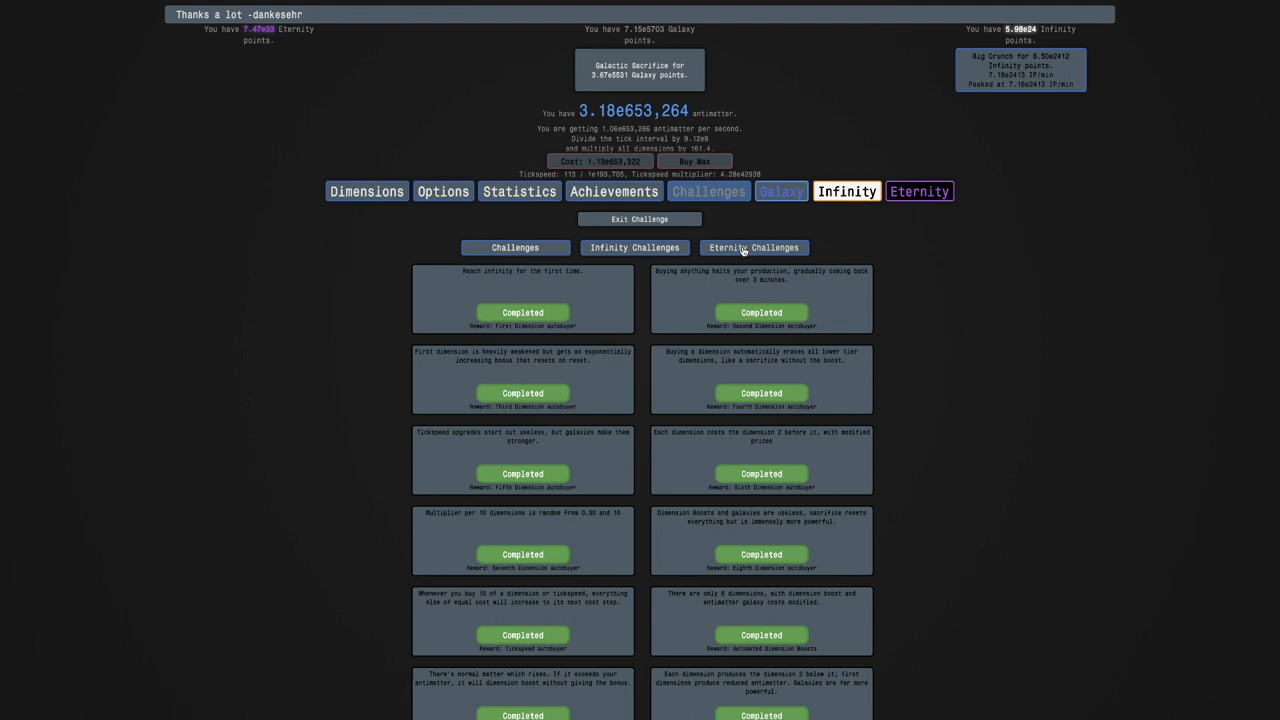 Thanks a lot -dankesehr
You have 7.47e33 Eternity
points.
You have 7.15e5703 Galaxy
points.
You have 5.98e24 Infinity
points.
Galactic Sacrifice for
3.67e5531 Galaxy points.
Big Crunch for 6.50e2412
Infinity points.
7.16e2413 IP/min
Peaked at 7.16e2413 IP/min
You have 3.18e653,264 antimatter.
You are getting 1.06e653,266 antimatter per second.
Divide the tick interval by 9.12e9
and multiply all dimensions by 161.4.
Cost: 1.13e653,322
Buy Max
Tickspeed: 113 / 1e193,705, Tickspeed multiplier: 4.28e42938
Dimensions
Options
Statistics
Achievements
Challenges
Galaxy
Infinity
Eternity
Exit Challenge
Challenges
Infinity Challenges
Eternity Challenges
Reach infinity for the first time.
Completed
Reward: First Dimension autobuyer
Buying anything halts your production, gradually coming back
over 3 minutes.
Completed
Reward: Second Dimension autobuyer
First dimension is heavily weakened but gets an exponentially
increasing bonus that resets on reset.
Completed
Reward: Third Dimension autobuyer
Buying a dimension automatically erases all lower tier
dimensions, like a sacrifice without the boost.
Completed
Reward: Fourth Dimension autobuyer
Tickspeed upgrades start out useless, but galaxies make them
stronger.
Completed
Reward: Fifth Dimension autobuyer
Each dimension costs the dimension 2 before it, with modified
prices
Completed
Reward: Sixth Dimension autobuyer
Multiplier per 10 dimensions is random from 0.30 and 10
Completed
Reward: Seventh Dimension autobuyer
Dimension Boosts and galaxies are useless, sacrifice resets
everything but is immensely more powerful.
Completed
Reward: Eighth Dimension autobuyer
Whenever you buy 10 of a dimension or tickspeed, everything
else of equal cost will increase to its next cost step.
Completed
Reward: Tickspeed autobuyer
There are only 6 dimensions, with dimension boost and
antimatter galaxy costs modified.
Completed
Reward: Automated Dimension Boosts
There's normal matter which rises. If it exceeds your
antimatter, it will dimension boost without giving the bonus.
Completed
Each dimension produces the dimension 2 below it; first
dimensions produce reduced antimatter. Galaxies are far more
powerful.
Completed